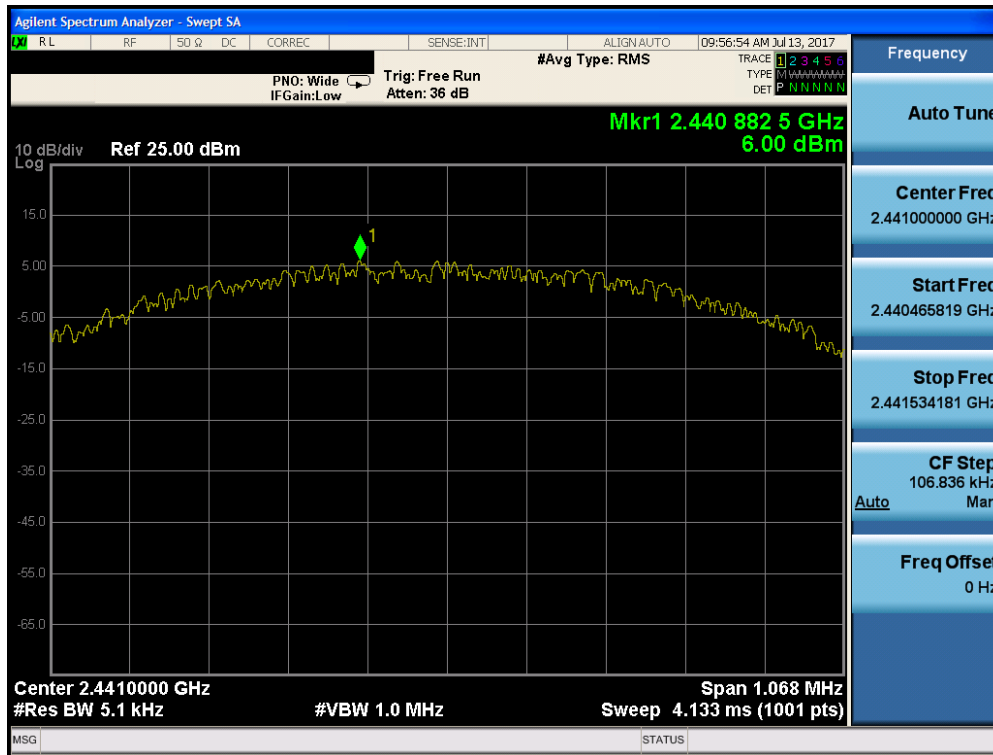 Agilent Spectrum Analyzer - Swept SA
LXI RL RF 50 Ω DC CORREC SENSE:INT ALIGN AUTO 09:56:54 AM Jul 13, 2017
PNO: Wide
IFGain:Low
Trig: Free Run
Atten: 36 dB
#Avg Type: RMS
TRACE 1 2 3 4 5 6
TYPE M
DET P N N N N N
Mkr1 2.440 882 5 GHz
6.00 dBm
10 dB/div Ref 25.00 dBm
Log
15.0
5.00
-5.00
-15.0
-25.0
-35.0
-45.0
-55.0
-65.0
1
Center 2.4410000 GHz Span 1.068 MHz
#Res BW 5.1 kHz #VBW 1.0 MHz Sweep 4.133 ms (1001 pts)
MSG STATUS
Frequency
Auto Tune
Center Freq
2.441000000 GHz
Start Freq
2.440465819 GHz
Stop Freq
2.441534181 GHz
CF Step
106.836 kHz
Auto Man
Freq Offset
0 Hz